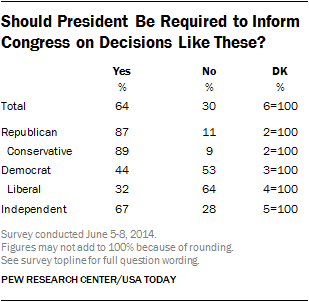 Should President Be Required to Inform
Congress on Decisions Like These?
Yes No DK
% % %
Total 64 30 6=100
Republican 87 11 2=100
Conservative 89 9 2=100
Democrat 44 53 3=100
Liberal 32 64 4=100
Independent 67 28 5=100
Survey conducted June 5-8, 2014.
Figures may not add to 100% because of rounding.
See survey topline for full question wording.
PEW RESEARCH CENTER/USA TODAY